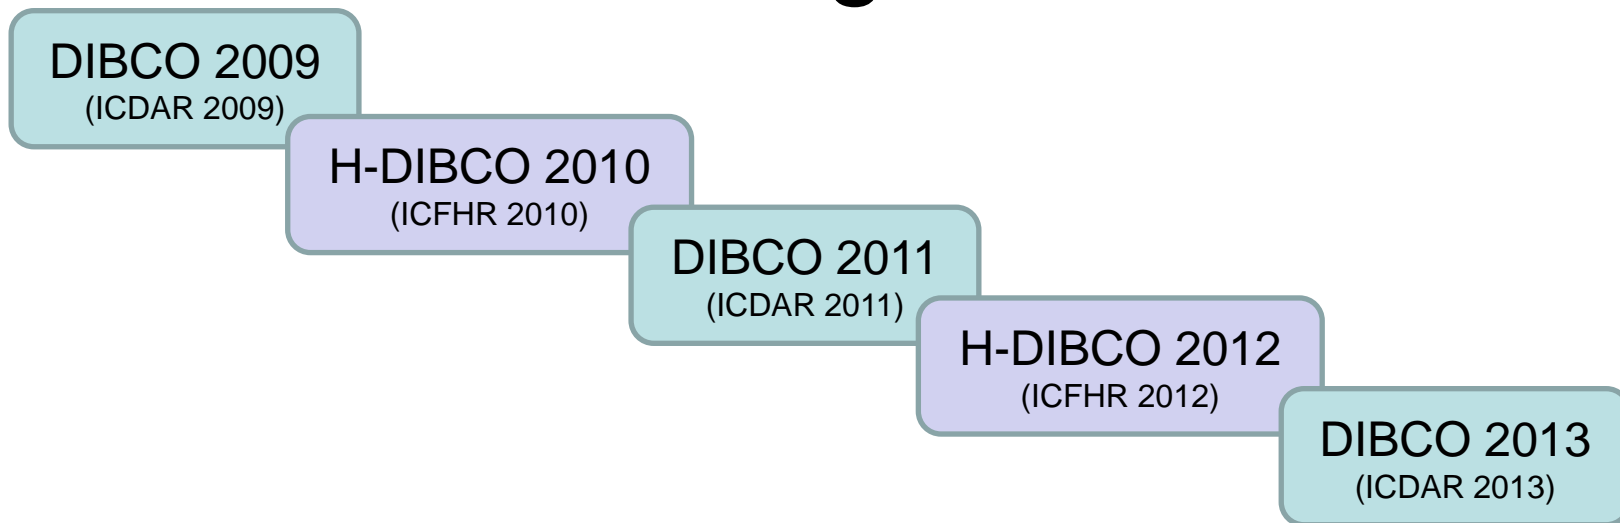 DIBCO 2009
(ICDAR 2009)
H-DIBCO 2010
(ICFHR 2010)
DIBCO 2011
(ICDAR 2011)
H-DIBCO 2012
(ICFHR 2012)
DIBCO 2013
(ICDAR 2013)